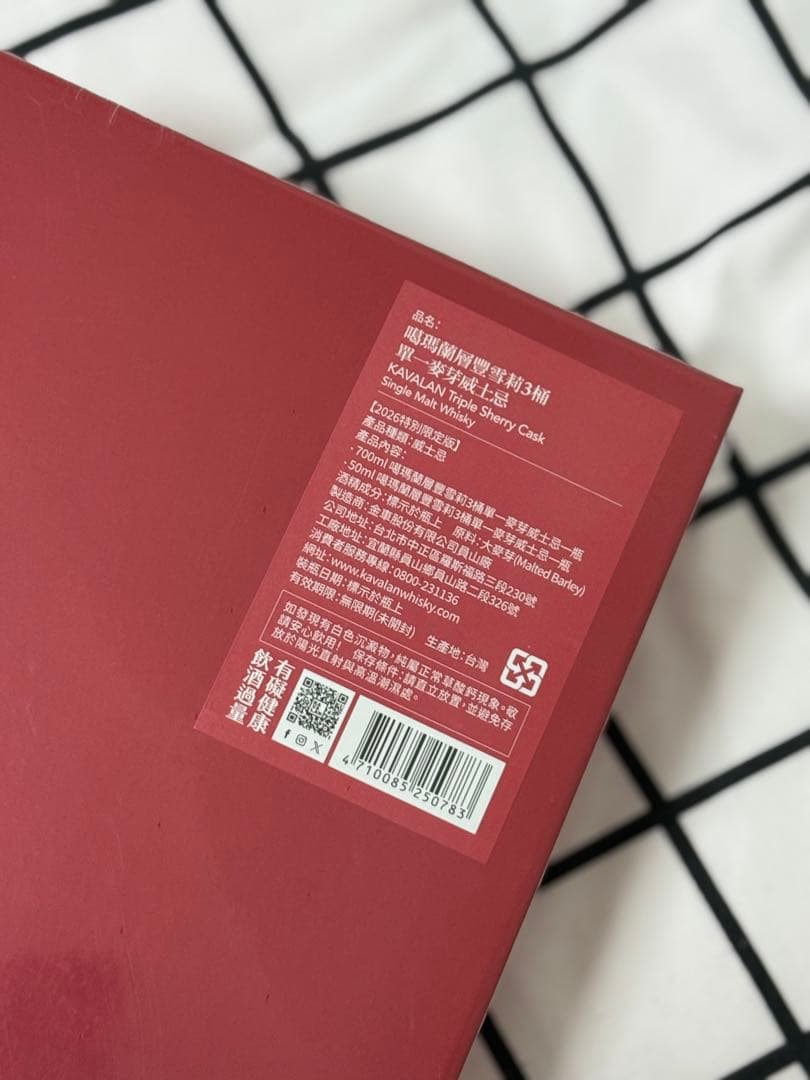 品名：
噶瑪蘭層豐雪莉3桶
單一麥芽威士忌
KAVALAN Triple Sherry Cask
Single Malt Whisky
【2026特別限定版】
產品種類：威士忌
產品內容：
·700ml 噶瑪蘭層豐雪莉3桶單一麥芽威士忌一瓶
·50ml 噶瑪蘭層豐雪莉3桶單一麥芽威士忌一瓶
酒精成分：標示於瓶上　原料：大麥芽(Malted Barley)
製造商：金車股份有限公司員山廠
公司地址：台北市中正區羅斯福路三段230號
工廠地址：宜蘭縣員山鄉員山路二段326號
消費者服務專線：0800-231136
網址：www.kavalanwhisky.com
裝瓶日期：標示於瓶上
有效期限：無限期(未開封)　生產地：台灣
如發現有白色沉澱物，純屬正常草酸鈣現象。敬
請安心飲用！　保存條件：請直立放置，並避免存
放於陽光直射與高溫潮濕處。
飲酒過量
有礙健康
4 710085 250783